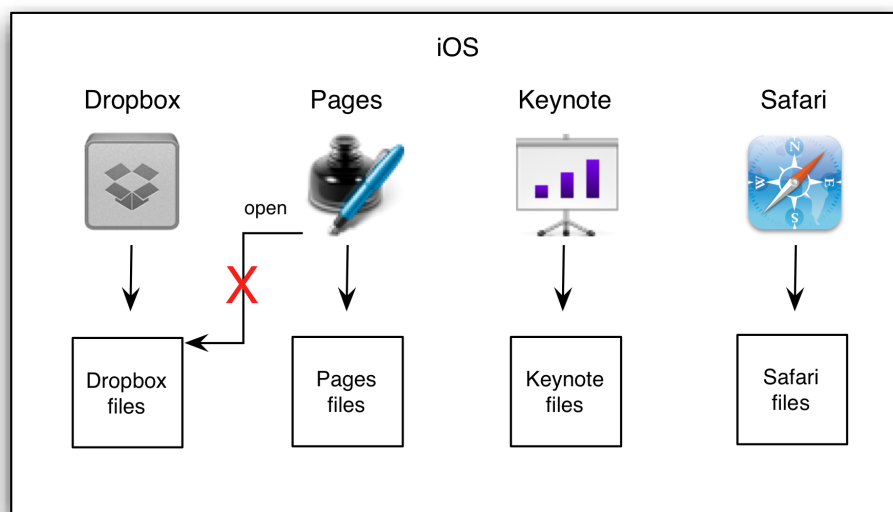 iOS
Dropbox
Pages
Keynote
Safari
N
W
E
S
open
X
Dropbox
files
Pages
files
Keynote
files
Safari
files